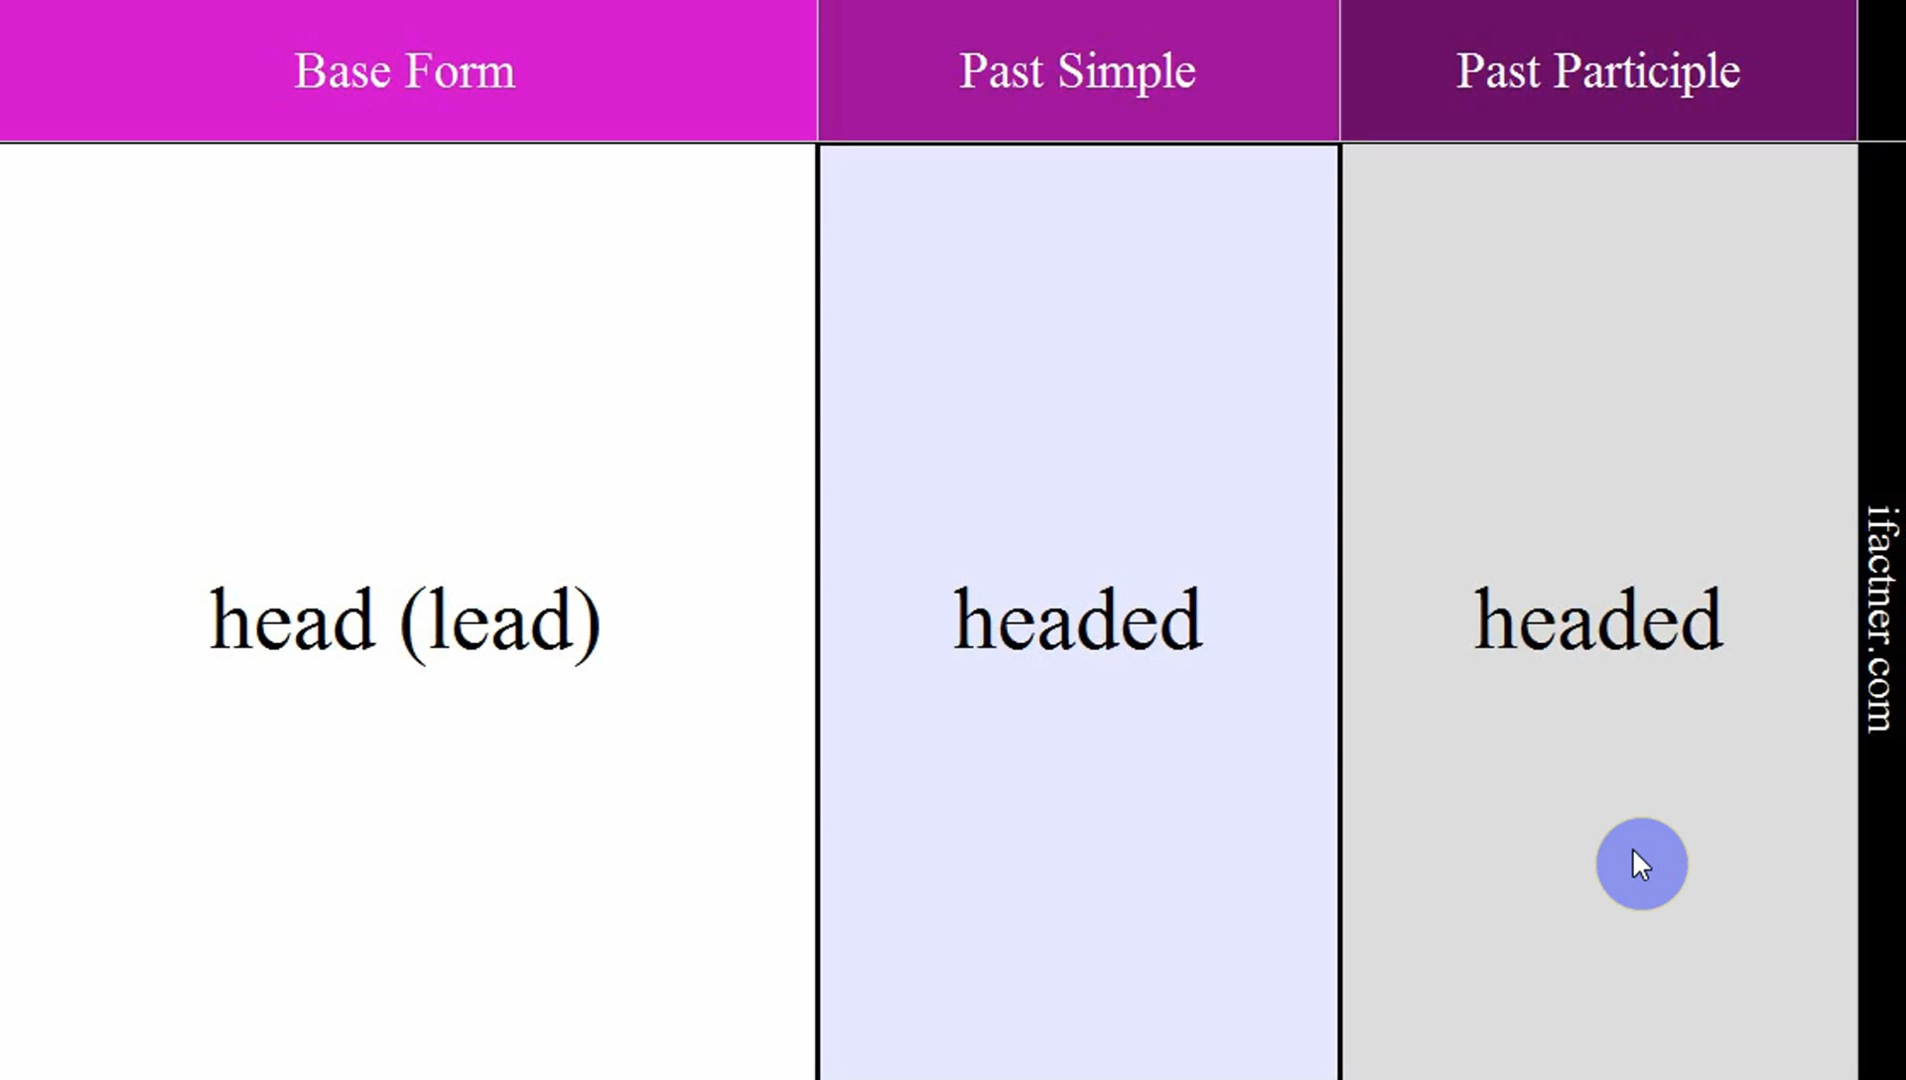 Base Form
Past Simple
Past Participle
head (lead)
headed
headed
ifactner.com